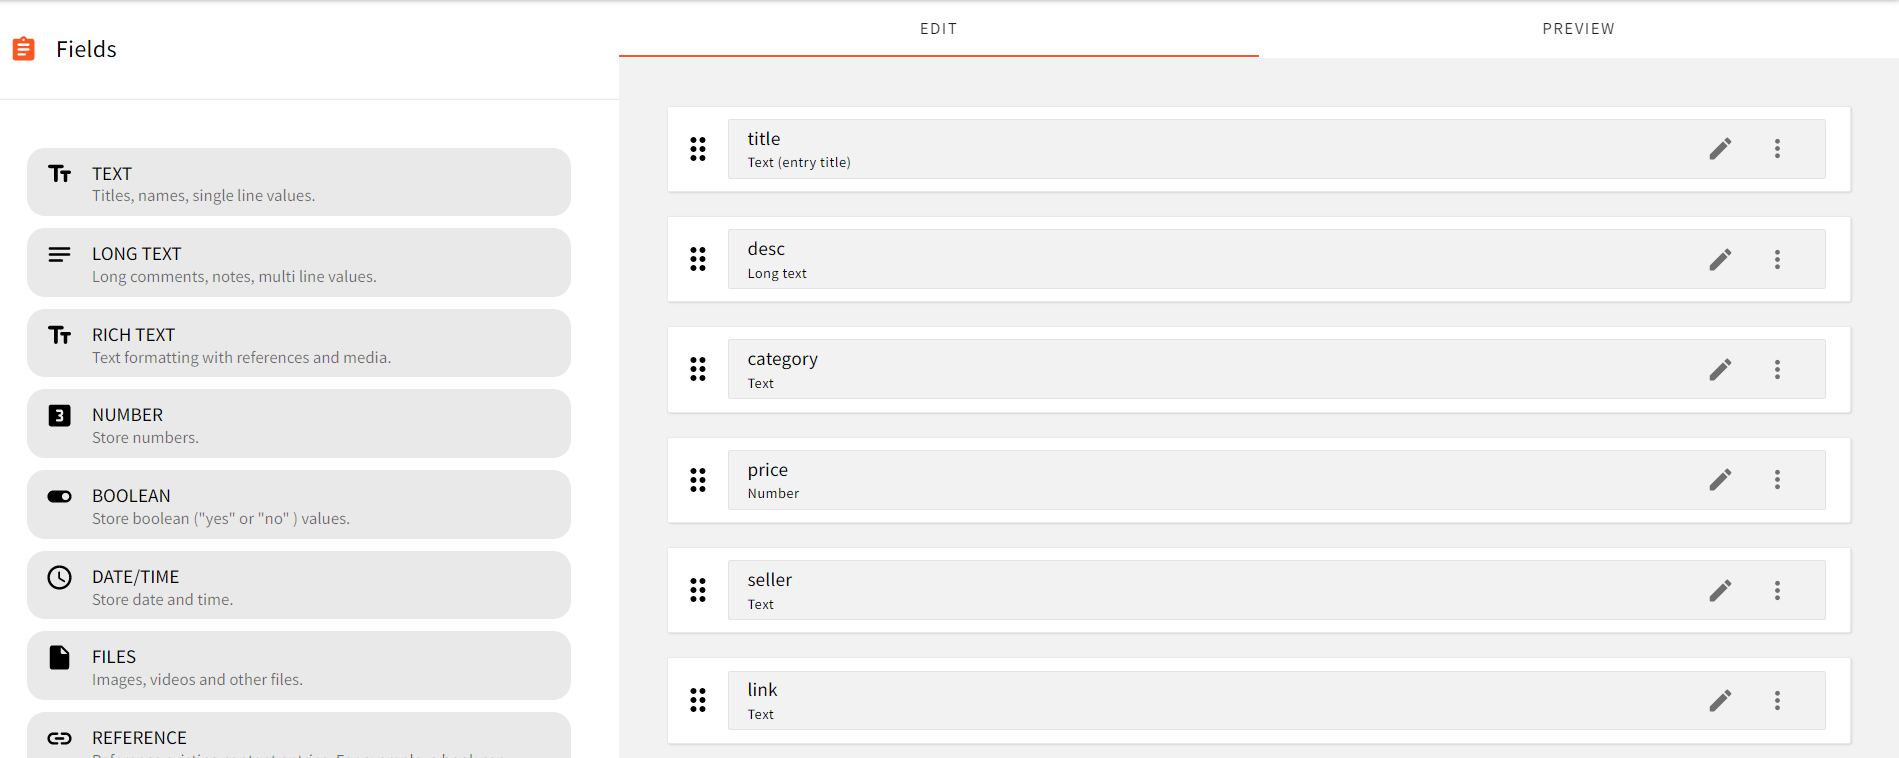 Fields
EDIT
PREVIEW
TEXT
Titles, names, single line values.
LONG TEXT
Long comments, notes, multi line values.
RICH TEXT
Text formatting with references and media.
NUMBER
Store numbers.
BOOLEAN
Store boolean ("yes" or "no" ) values.
DATE/TIME
Store date and time.
FILES
Images, videos and other files.
REFERENCE
title
Text (entry title)
desc
Long text
category
Text
price
Number
seller
Text
link
Text